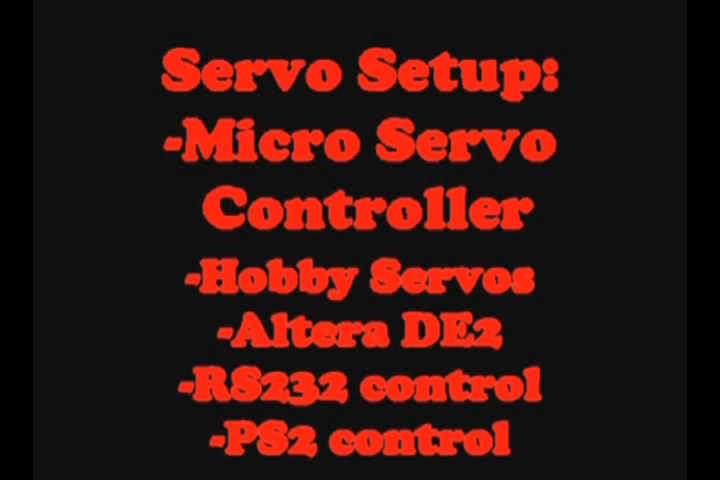 Servo Setup:
-Micro Servo
Controller
-Hobby Servos
-Altera DE2
-RS232 control
-PS2 control